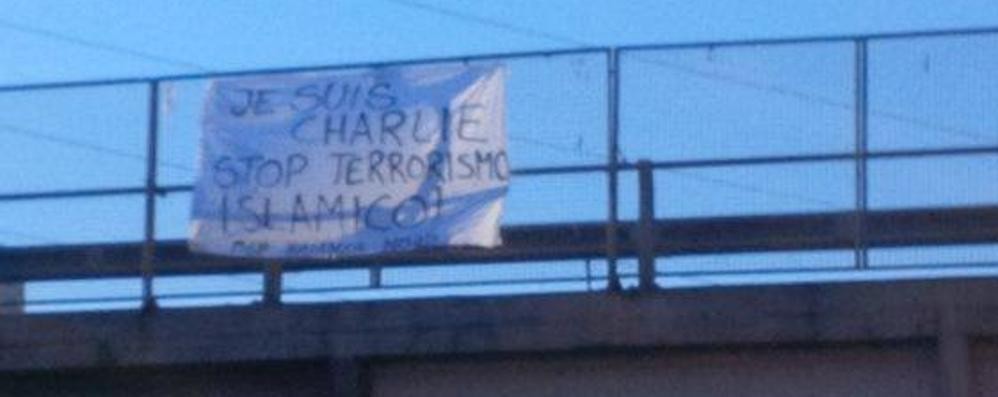 JE SUIS
CHARLIE
STOP TERRORISMO
ISLAMICO!